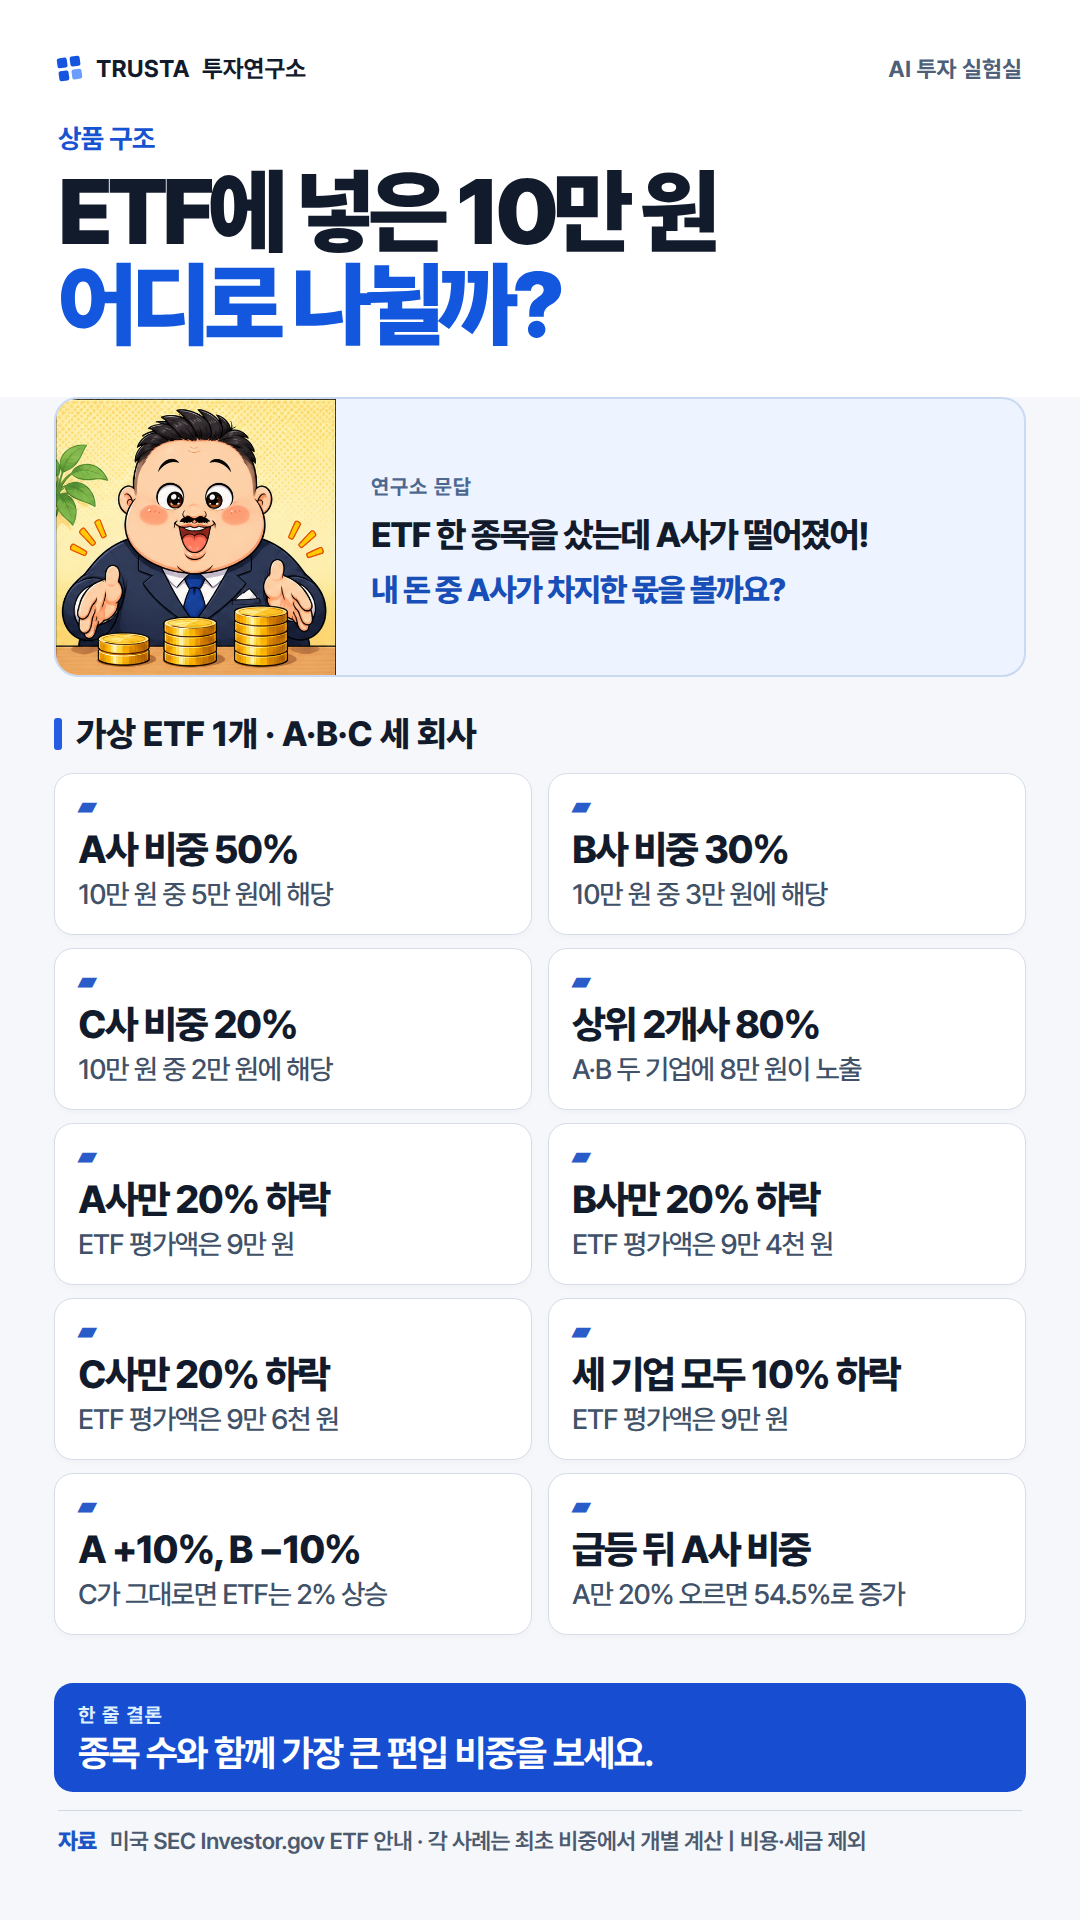 TRUSTA 투자연구소
AI 투자 실험실
상품 구조
ETF에 넣은 10만 원
어디로 나뉠까?
연구소 문답
ETF 한 종목을 샀는데 A사가 떨어졌어!
내 돈 중 A사가 차지한 몫을 볼까요?
가상 ETF 1개 · A·B·C 세 회사
A사 비중 50%
10만 원 중 5만 원에 해당
B사 비중 30%
10만 원 중 3만 원에 해당
C사 비중 20%
10만 원 중 2만 원에 해당
상위 2개사 80%
A·B 두 기업에 8만 원이 노출
A사만 20% 하락
ETF 평가액은 9만 원
B사만 20% 하락
ETF 평가액은 9만 4천 원
C사만 20% 하락
ETF 평가액은 9만 6천 원
세 기업 모두 10% 하락
ETF 평가액은 9만 원
A +10%, B −10%
C가 그대로면 ETF는 2% 상승
급등 뒤 A사 비중
A만 20% 오르면 54.5%로 증가
한 줄 결론
종목 수와 함께 가장 큰 편입 비중을 보세요.
자료 미국 SEC Investor.gov ETF 안내 · 각 사례는 최초 비중에서 개별 계산 | 비용·세금 제외